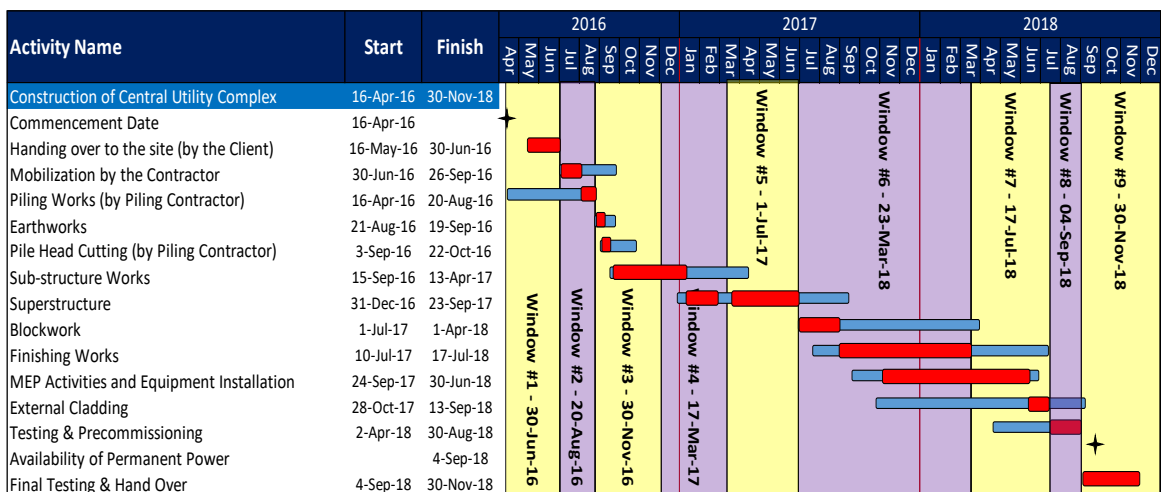 2016 2017 2018
Activity Name Start Finish Apr May Jun Jul Aug Sep Oct Nov Dec Jan Feb Mar Apr May Jun Jul Aug Sep Oct Nov Dec Jan Feb Mar Apr May Jun Jul Aug Sep Oct Nov Dec
Construction of Central Utility Complex 16-Apr-16 30-Nov-18
Commencement Date 16-Apr-16
Handing over to the site (by the Client) 16-May-16 30-Jun-16
Mobilization by the Contractor 30-Jun-16 26-Sep-16
Piling Works (by Piling Contractor) 16-Apr-16 20-Aug-16
Earthworks 21-Aug-16 19-Sep-16
Pile Head Cutting (by Piling Contractor) 3-Sep-16 22-Oct-16
Sub-structure Works 15-Sep-16 13-Apr-17
Superstructure 31-Dec-16 23-Sep-17
Blockwork 1-Jul-17 1-Apr-18
Finishing Works 10-Jul-17 17-Jul-18
MEP Activities and Equipment Installation 24-Sep-17 30-Jun-18
External Cladding 28-Oct-17 13-Sep-18
Testing & Precommissioning 2-Apr-18 30-Aug-18
Availability of Permanent Power 4-Sep-18
Final Testing & Hand Over 4-Sep-18 30-Nov-18
Window #1 - 30-Jun-16
Window #2 - 20-Aug-16
Window #3 - 30-Nov-16
Window #4 - 17-Mar-17
Window #5 - 1-Jul-17
Window #6 - 23-Mar-18
Window #7 - 17-Jul-18
Window #8 - 04-Sep-18
Window #9 - 30-Nov-18